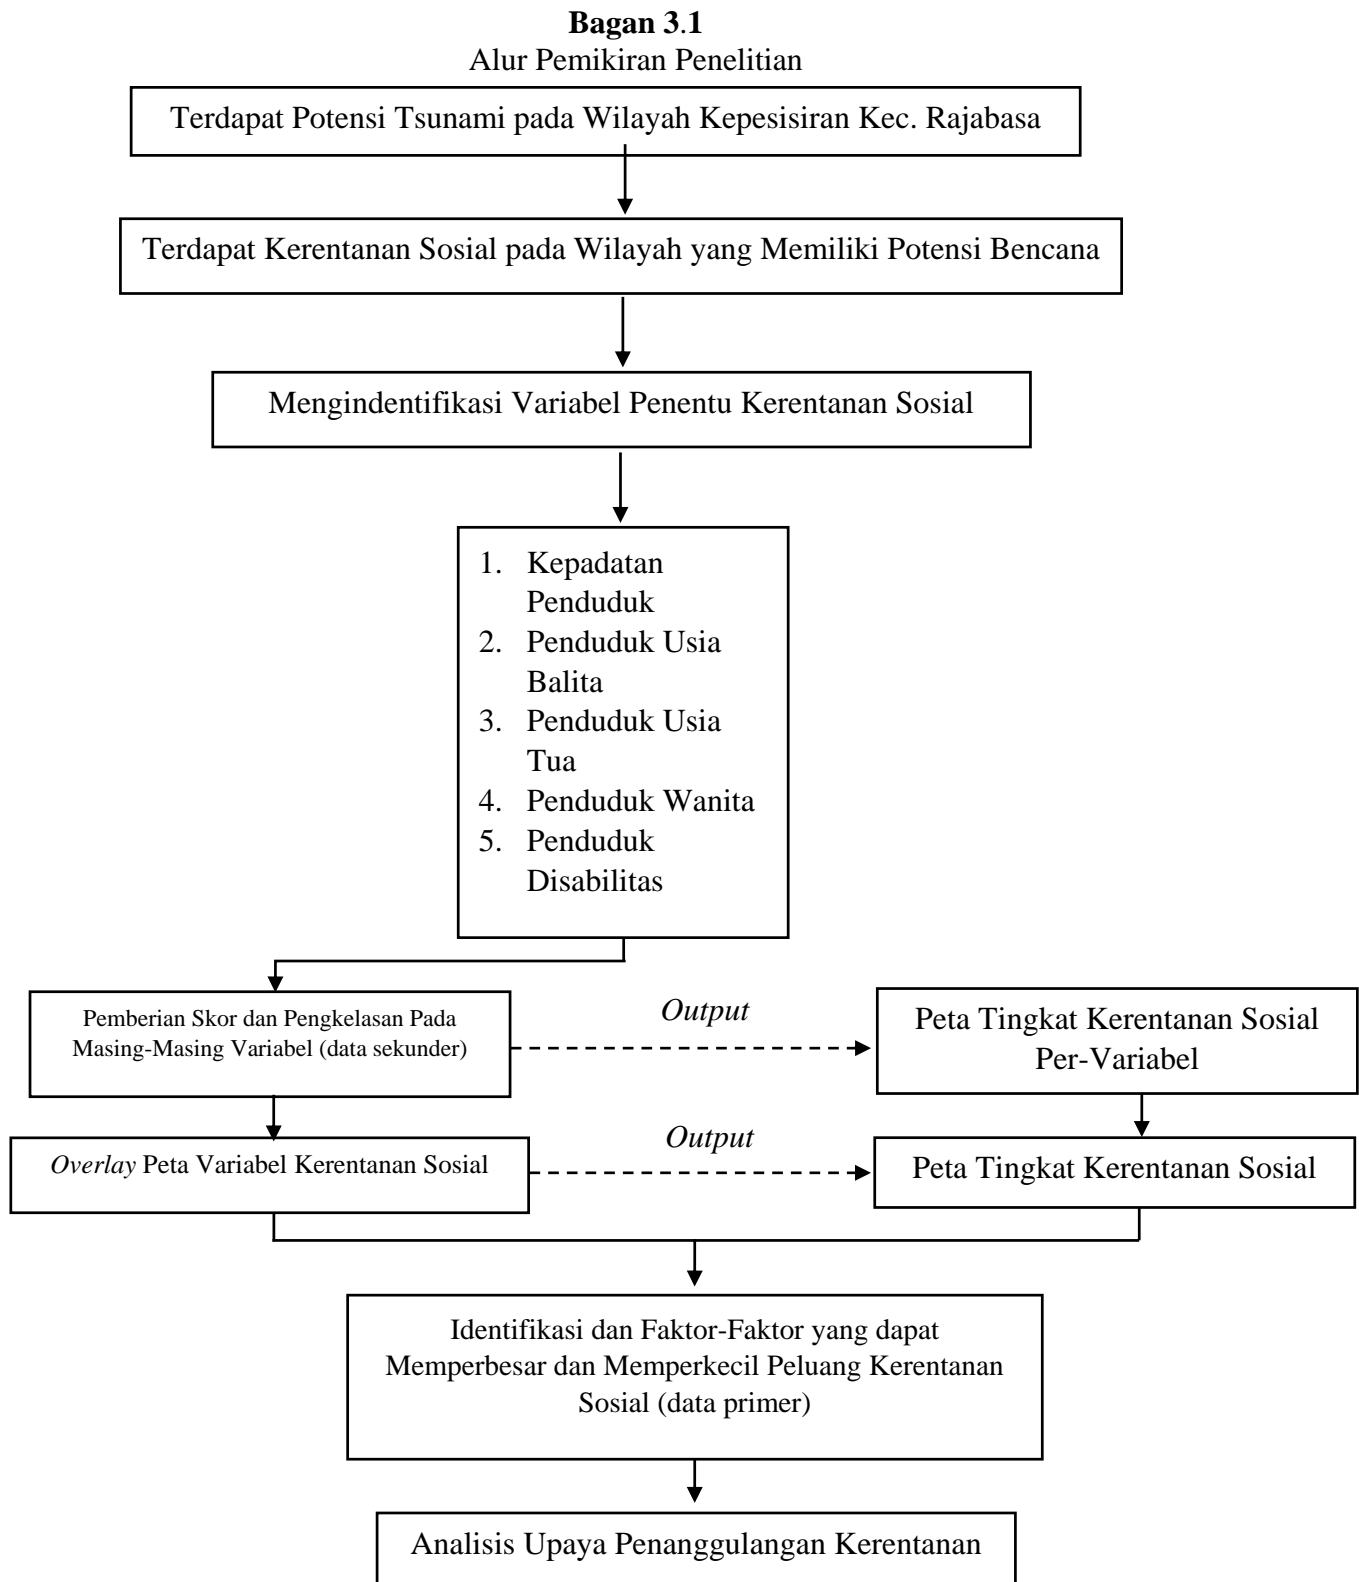 Bagan 3.1
Alur Pemikiran Penelitian
Terdapat Potensi Tsunami pada Wilayah Kepesisiran Kec. Rajabasa
Terdapat Kerentanan Sosial pada Wilayah yang Memiliki Potensi Bencana
Mengindentifikasi Variabel Penentu Kerentanan Sosial
1. Kepadatan
Penduduk
2. Penduduk Usia
Balita
3. Penduduk Usia
Tua
4. Penduduk Wanita
5. Penduduk
Disabilitas
Pemberian Skor dan Pengkelasan Pada
Masing-Masing Variabel (data sekunder)
Output
Peta Tingkat Kerentanan Sosial
Per-Variabel
Overlay Peta Variabel Kerentanan Sosial
Output
Peta Tingkat Kerentanan Sosial
Identifikasi dan Faktor-Faktor yang dapat
Memperbesar dan Memperkecil Peluang Kerentanan
Sosial (data primer)
Analisis Upaya Penanggulangan Kerentanan